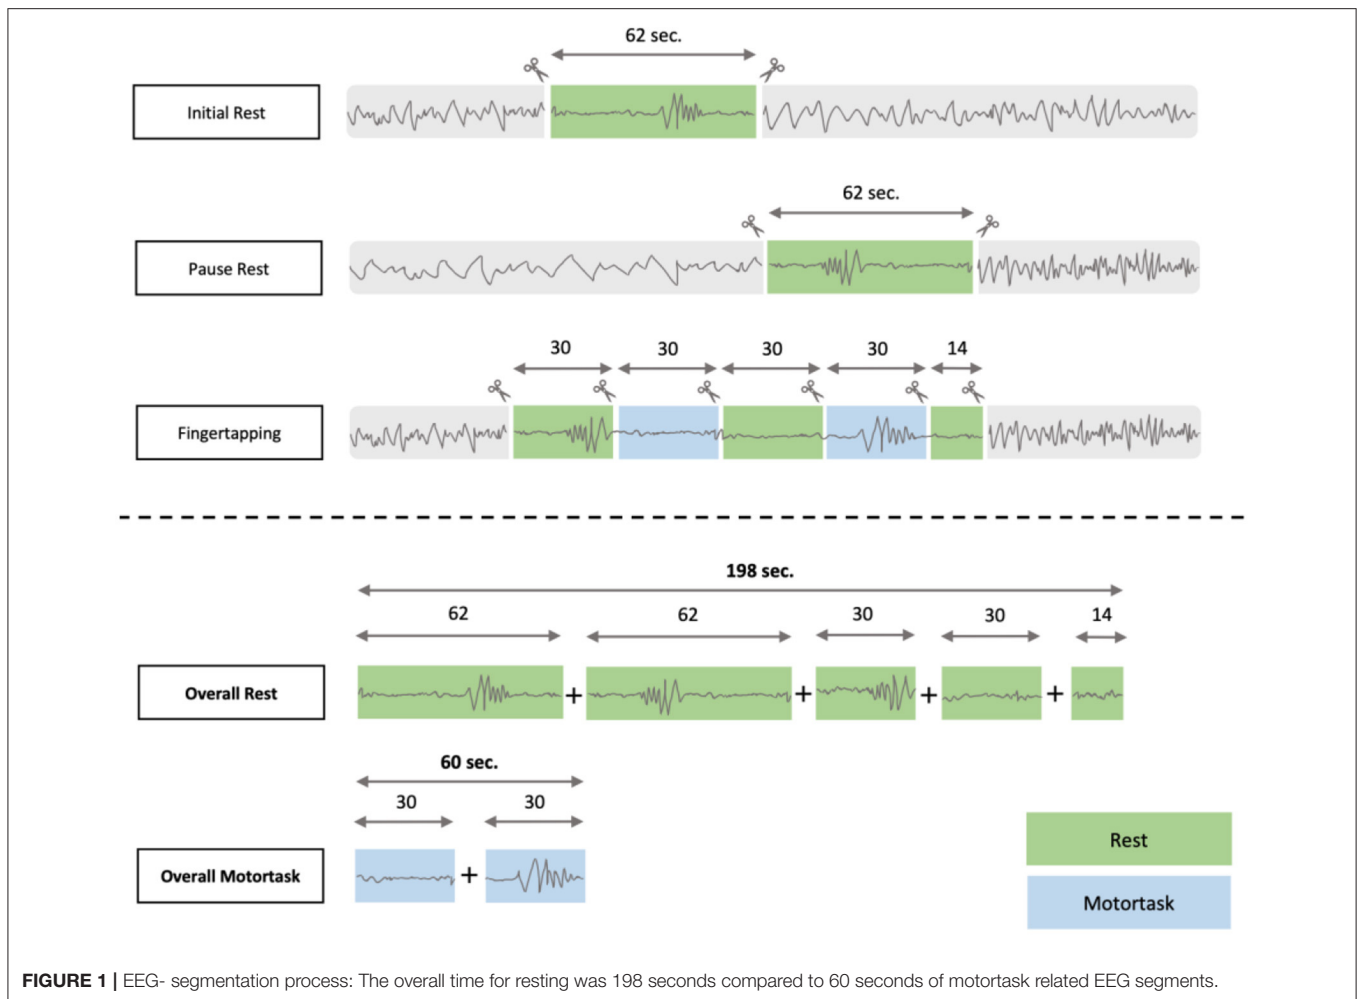 62 sec.
Initial Rest
62 sec.
Pause Rest
30 30 30 30 14
Fingertapping
198 sec.
62 62 30 30 14
Overall Rest + + + +
60 sec.
30 30
Overall Motortask +
Rest
Motortask
FIGURE 1 | EEG- segmentation process: The overall time for resting was 198 seconds compared to 60 seconds of motortask related EEG segments.